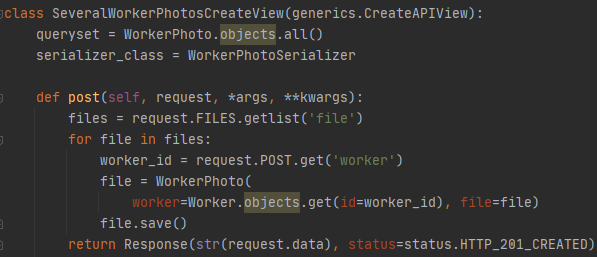 class SeveralWorkerPhotosCreateView(generics.CreateAPIView):
    queryset = WorkerPhoto.objects.all()
    serializer_class = WorkerPhotoSerializer
    def post(self, request, *args, **kwargs):
        files = request.FILES.getlist('file')
        for file in files:
            worker_id = request.POST.get('worker')
            file = WorkerPhoto(
                worker=Worker.objects.get(id=worker_id), file=file)
            file.save()
        return Response(str(request.data), status=status.HTTP_201_CREATED)